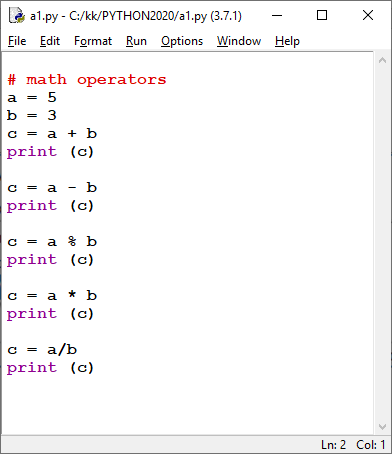 a1.py - C:/kk/PYTHON2020/a1.py (3.7.1)
File Edit Format Run Options Window Help
# math operators
a = 5
b = 3
c = a + b
print (c)
c = a - b
print (c)
c = a % b
print (c)
c = a * b
print (c)
c = a/b
print (c)
Ln: 2 Col: 1